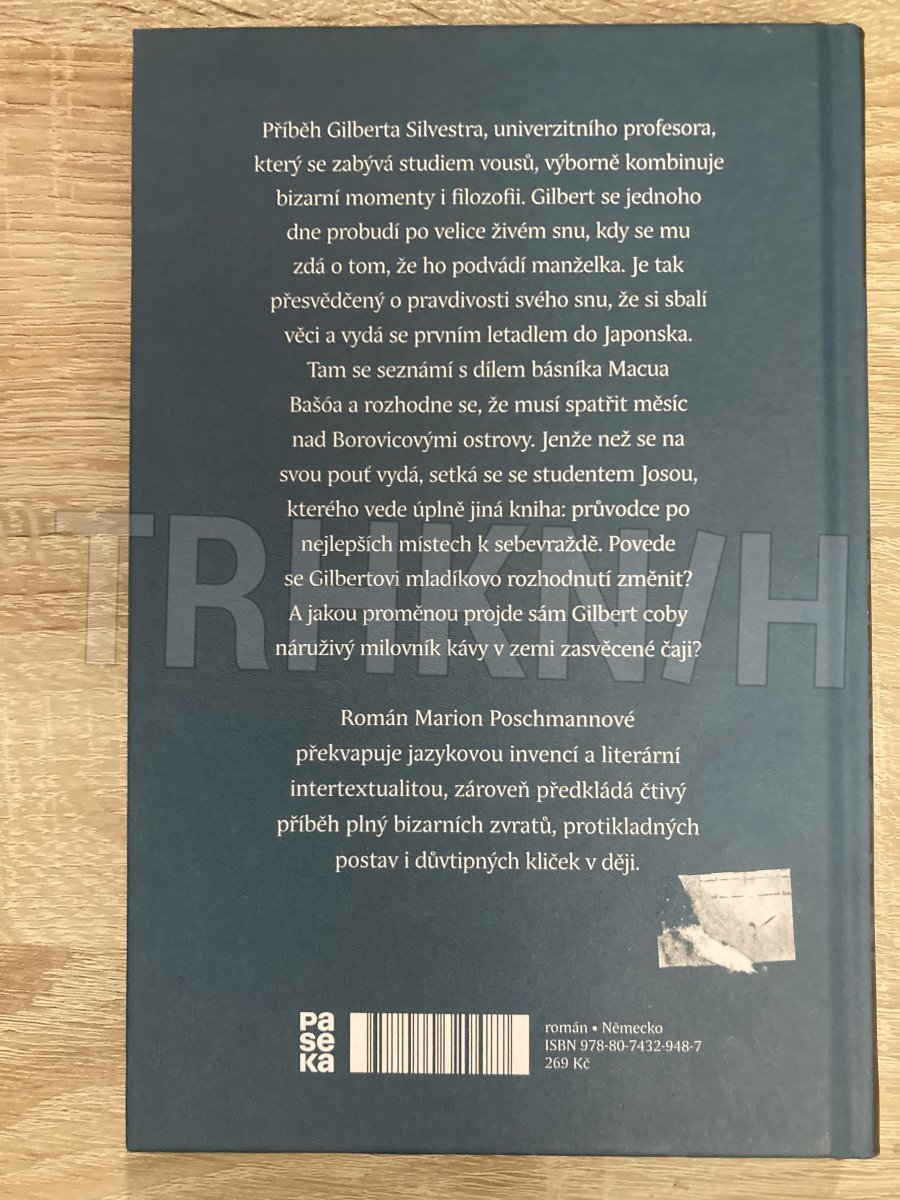 Příběh Gilberta Silvestra, univerzitního profesora,
který se zabývá studiem vousů, výborně kombinuje
bizarní momenty i filozofii. Gilbert se jednoho
dne probudí po velice živém snu, kdy se mu
zdá o tom, že ho podvádí manželka. Je tak
přesvědčený o pravdivosti svého snu, že si sbalí
věci a vydá se prvním letadlem do Japonska.
Tam se seznámí s dílem básníka Macua
Bašóa a rozhodne se, že musí spatřit měsíc
nad Borovicovými ostrovy. Jenže než se na
svou pouť vydá, setká se se studentem Josou,
kterého vede úplně jiná kniha: průvodce po
nejlepších místech k sebevraždě. Povede
se Gilbertovi mladíkovo rozhodnutí změnit?
A jakou proměnou projde sám Gilbert coby
náruživý milovník kávy v zemi zasvěcené čaji?
TRHKN/H
Román Marion Poschmannové
překvapuje jazykovou invencí a literární
intertextualitou, zároveň předkládá čtivý
příběh plný bizarních zvratů, protikladných
postav i důvtipných kliček v ději.
pa
se
ka
román • Německo
ISBN 978-80-7432-948-7
269 Kč